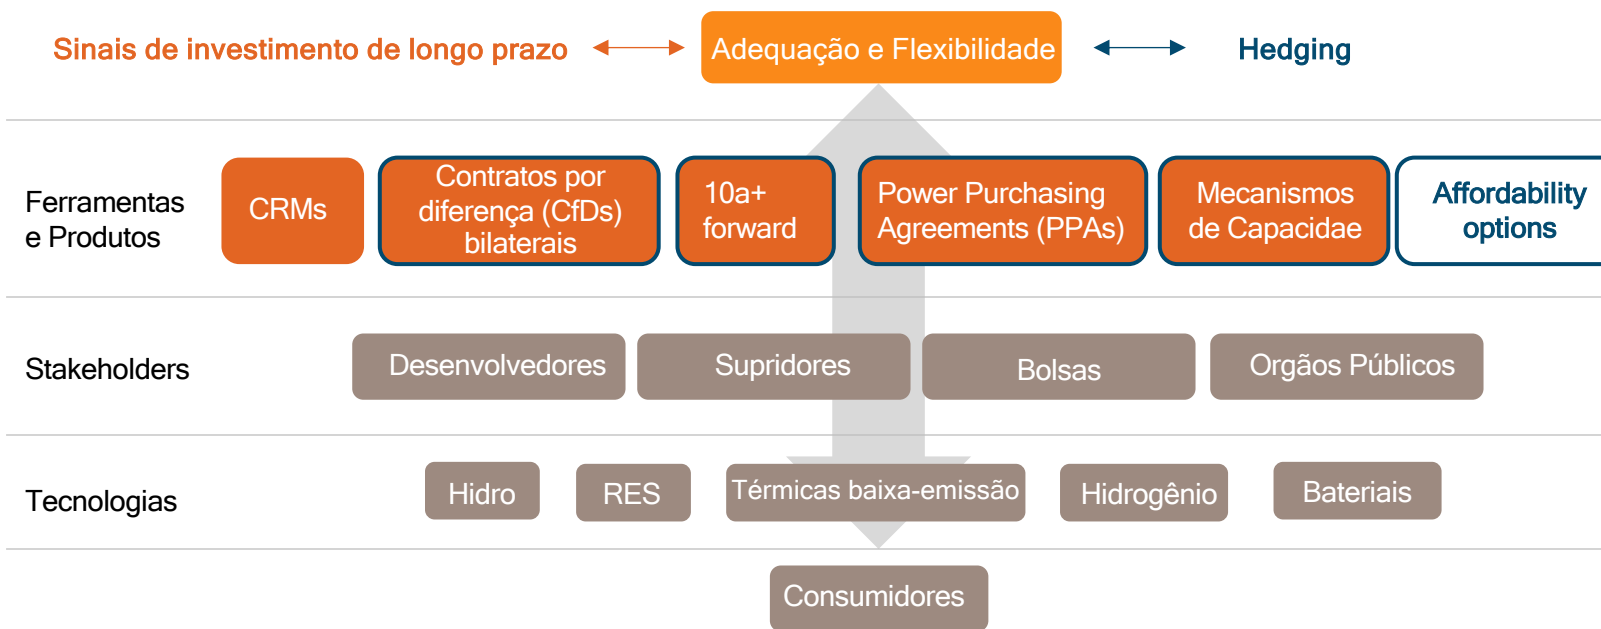 Sinais de investimento de longo prazo
Adequação e Flexibilidade
Hedging
Ferramentas
e Produtos
CRMs
Contratos por
diferença (CfDs)
bilaterais
10a+
forward
Power Purchasing
Agreements (PPAs)
Mecanismos
de Capacidae
Affordability
options
Stakeholders
Desenvolvedores
Supridores
Bolsas
Orgãos Públicos
Tecnologias
Hidro
RES
Térmicas baixa-emissão
Hidrogênio
Bateriais
Consumidores